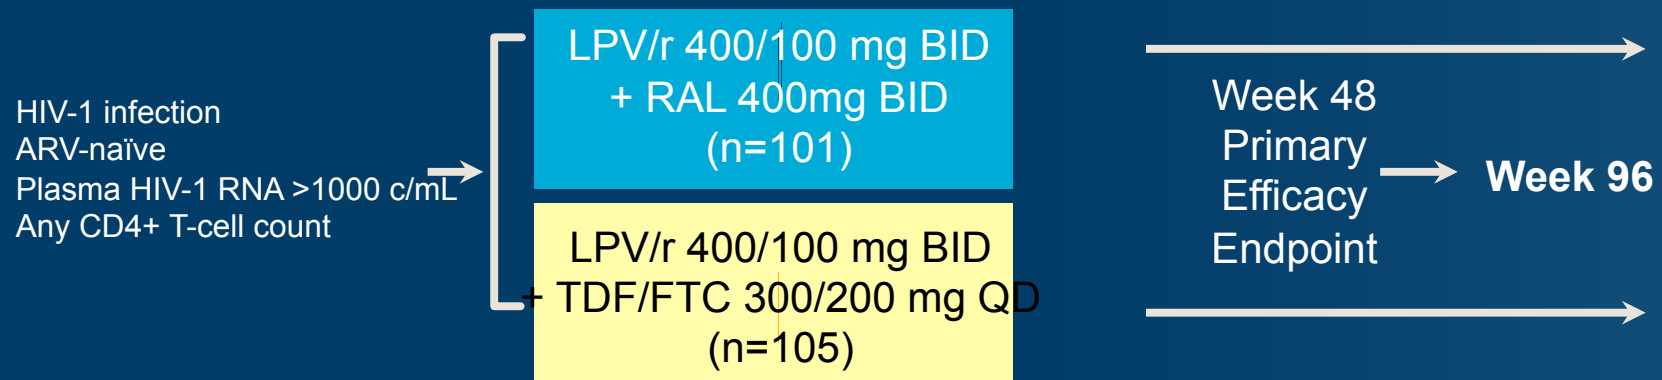 HIV-1 infection
ARV-naïve
Plasma HIV-1 RNA >1000 c/mL
Any CD4+ T-cell count
LPV/r 400/100 mg BID
+ RAL 400mg BID
(n=101)
LPV/r 400/100 mg BID
+ TDF/FTC 300/200 mg QD
(n=105)
Week 48
Primary
Efficacy
Endpoint
Week 96